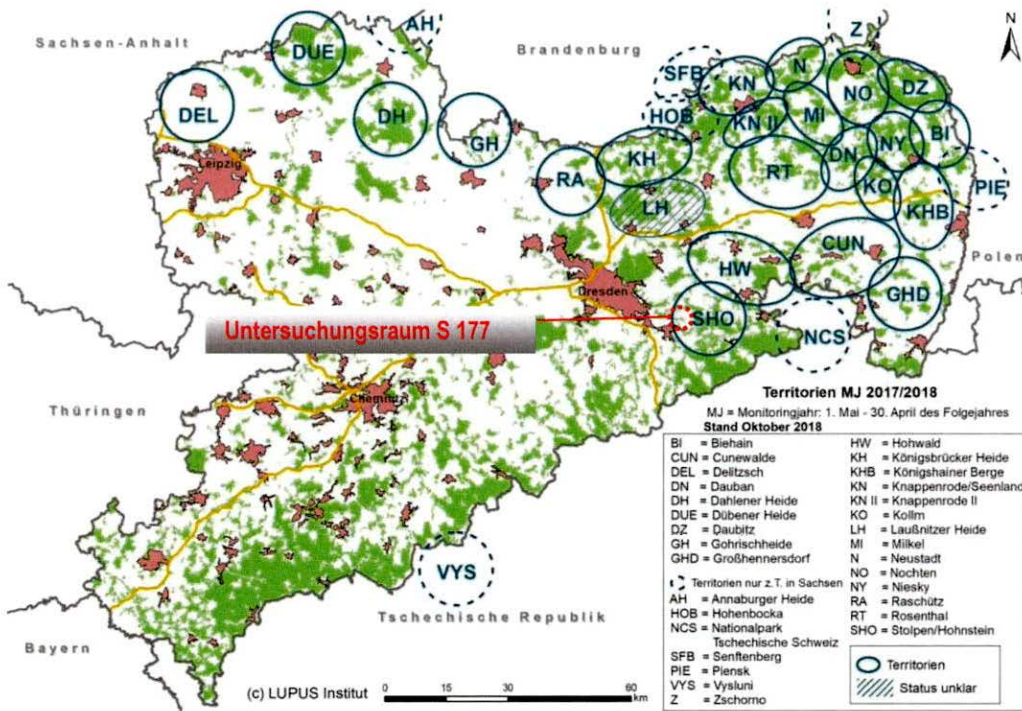 Sachsen-Anhalt
Brandenburg
N
AH
DUE
Z
SFB
KN
N
NO
DZ
DEL
DH
GH
HOB
KN II
MI
BI
NY
DN
Leipzig
KH
RA
RT
KO
PIE
LH
KHB
CUN
HW
Polen
Dresden
GHD
SHO
NCS
Untersuchungsraum S 177
Thüringen
Chemnitz
VYS
Tschechische Republik
Bayern
(c) LUPUS Institut
0 15 30 60
km
Territorien MJ 2017/2018
MJ = Monitoringjahr: 1. Mai - 30. April des Folgejahres
Stand Oktober 2018
BI = Biehain
CUN = Cunewalde
DEL = Delitzsch
DN = Dauban
DH = Dahlener Heide
DUE = Dübener Heide
DZ = Daubitz
GH = Gohrischheide
GHD = Großhennersdorf
Territorien nur z.T. in Sachsen
AH = Annaburger Heide
HOB = Hohenbocka
NCS = Nationalpark
Tschechische Schweiz
SFB = Senftenberg
PIE = Piensk
VYS = Vysluni
Z = Zschorno
HW = Hohwald
KH = Königsbrücker Heide
KHB = Königshainer Berge
KN = Knappenrode/Seenland
KN II = Knappenrode II
KO = Kollm
LH = Laußnitzer Heide
MI = Milkel
N = Neustadt
NO = Nochten
NY = Niesky
RA = Raschütz
RT = Rosenthal
SHO = Stolpen/Hohnstein
Territorien
Status unklar